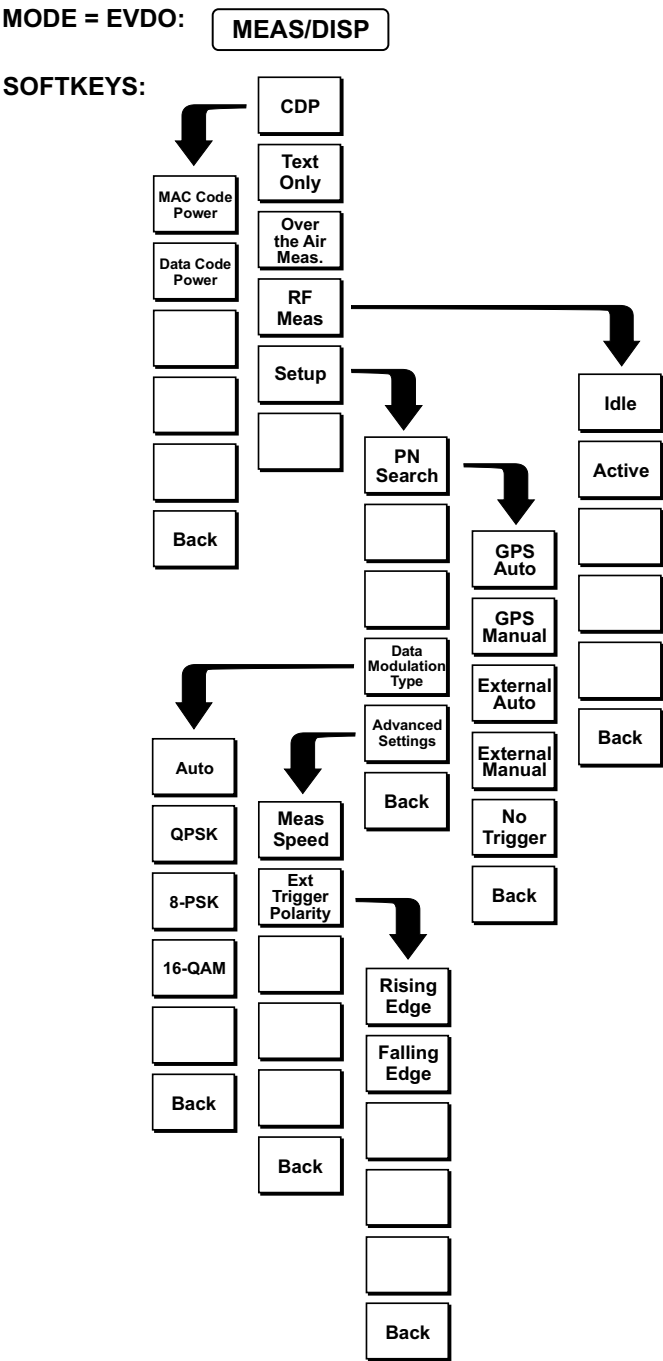 MODE = EVDO:
MEAS/DISP
SOFTKEYS:
CDP
Text
Only
Over
the Air
Meas.
RF
Meas
Setup
MAC Code
Power
Data Code
Power
Back
Idle
Active
Back
PN
Search
Data
Modulation
Type
Advanced
Settings
Back
GPS
Auto
GPS
Manual
External
Auto
External
Manual
No
Trigger
Back
Auto
QPSK
8-PSK
16-QAM
Back
Meas
Speed
Ext
Trigger
Polarity
Back
Rising
Edge
Falling
Edge
Back